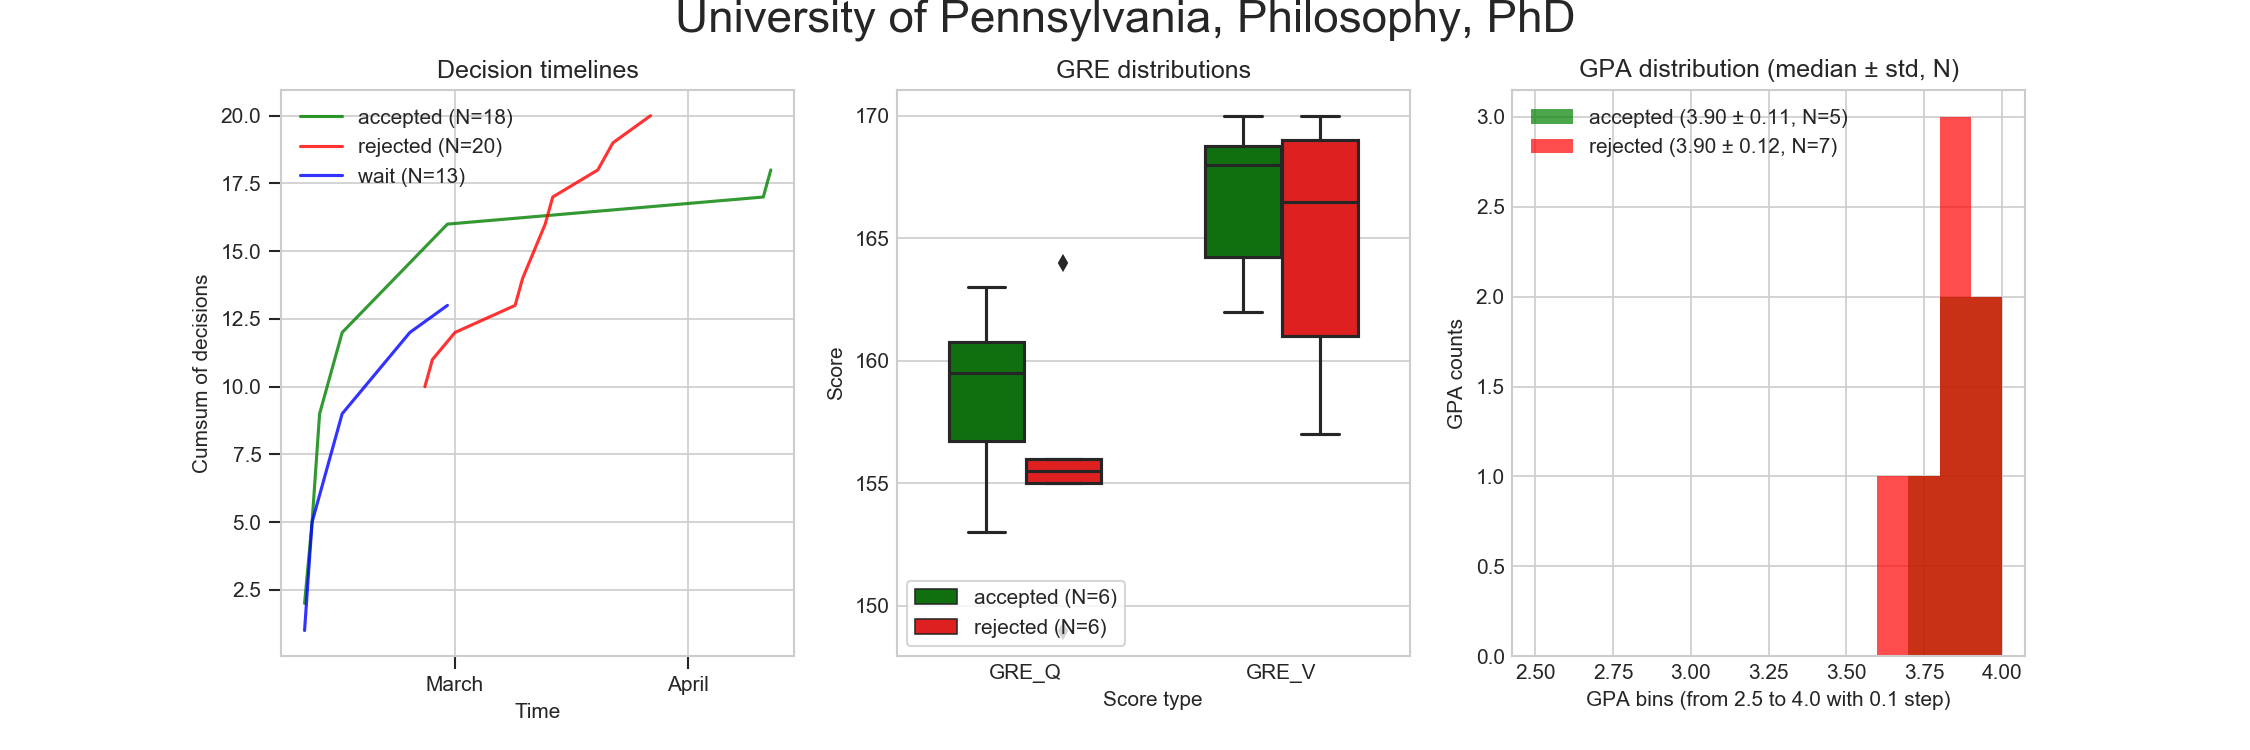 University of Pennsylvania, Philosophy, PhD
Decision timelines
accepted (N=18)
rejected (N=20)
wait (N=13)
20.0
17.5
15.0
12.5
10.0
7.5
5.0
2.5
Cumsum of decisions
March
April
Time
GRE distributions
170
165
160
155
150
Score
accepted (N=6)
rejected (N=6)
GRE_Q
GRE_V
Score type
GPA distribution (median ± std, N)
accepted (3.90 ± 0.11, N=5)
rejected (3.90 ± 0.12, N=7)
3.0
2.5
2.0
1.5
1.0
0.5
0.0
GPA counts
2.50
2.75
3.00
3.25
3.50
3.75
4.00
GPA bins (from 2.5 to 4.0 with 0.1 step)